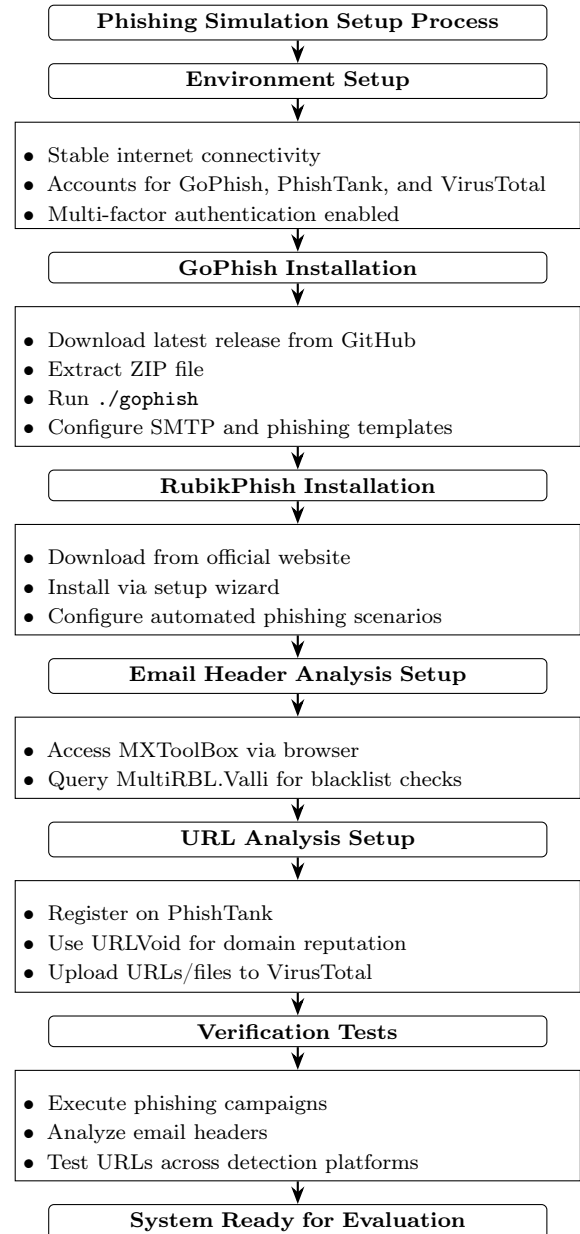 Phishing Simulation Setup Process
Environment Setup
• Stable internet connectivity
• Accounts for GoPhish, PhishTank, and VirusTotal
• Multi-factor authentication enabled
GoPhish Installation
• Download latest release from GitHub
• Extract ZIP file
• Run ./gophish
• Configure SMTP and phishing templates
RubikPhish Installation
• Download from official website
• Install via setup wizard
• Configure automated phishing scenarios
Email Header Analysis Setup
• Access MXToolBox via browser
• Query MultiRBL.Valli for blacklist checks
URL Analysis Setup
• Register on PhishTank
• Use URLVoid for domain reputation
• Upload URLs/files to VirusTotal
Verification Tests
• Execute phishing campaigns
• Analyze email headers
• Test URLs across detection platforms
System Ready for Evaluation